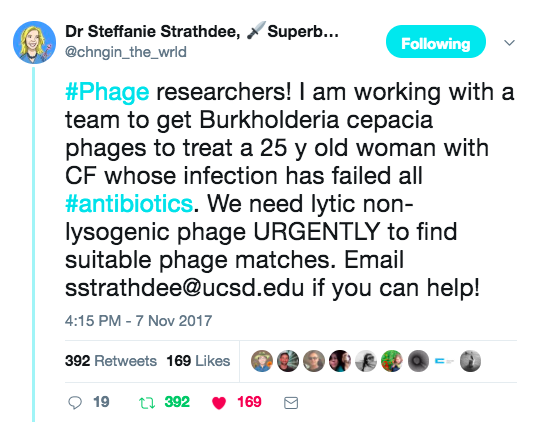 Dr Steffanie Strathdee, 🗡Superb...
@chngin_the_wrld
Following
#Phage researchers! I am working with a
team to get Burkholderia cepacia
phages to treat a 25 y old woman with
CF whose infection has failed all
#antibiotics. We need lytic non-
lysogenic phage URGENTLY to find
suitable phage matches. Email
sstrathdee@ucsd.edu if you can help!
4:15 PM - 7 Nov 2017
392 Retweets 169 Likes
19 392 169